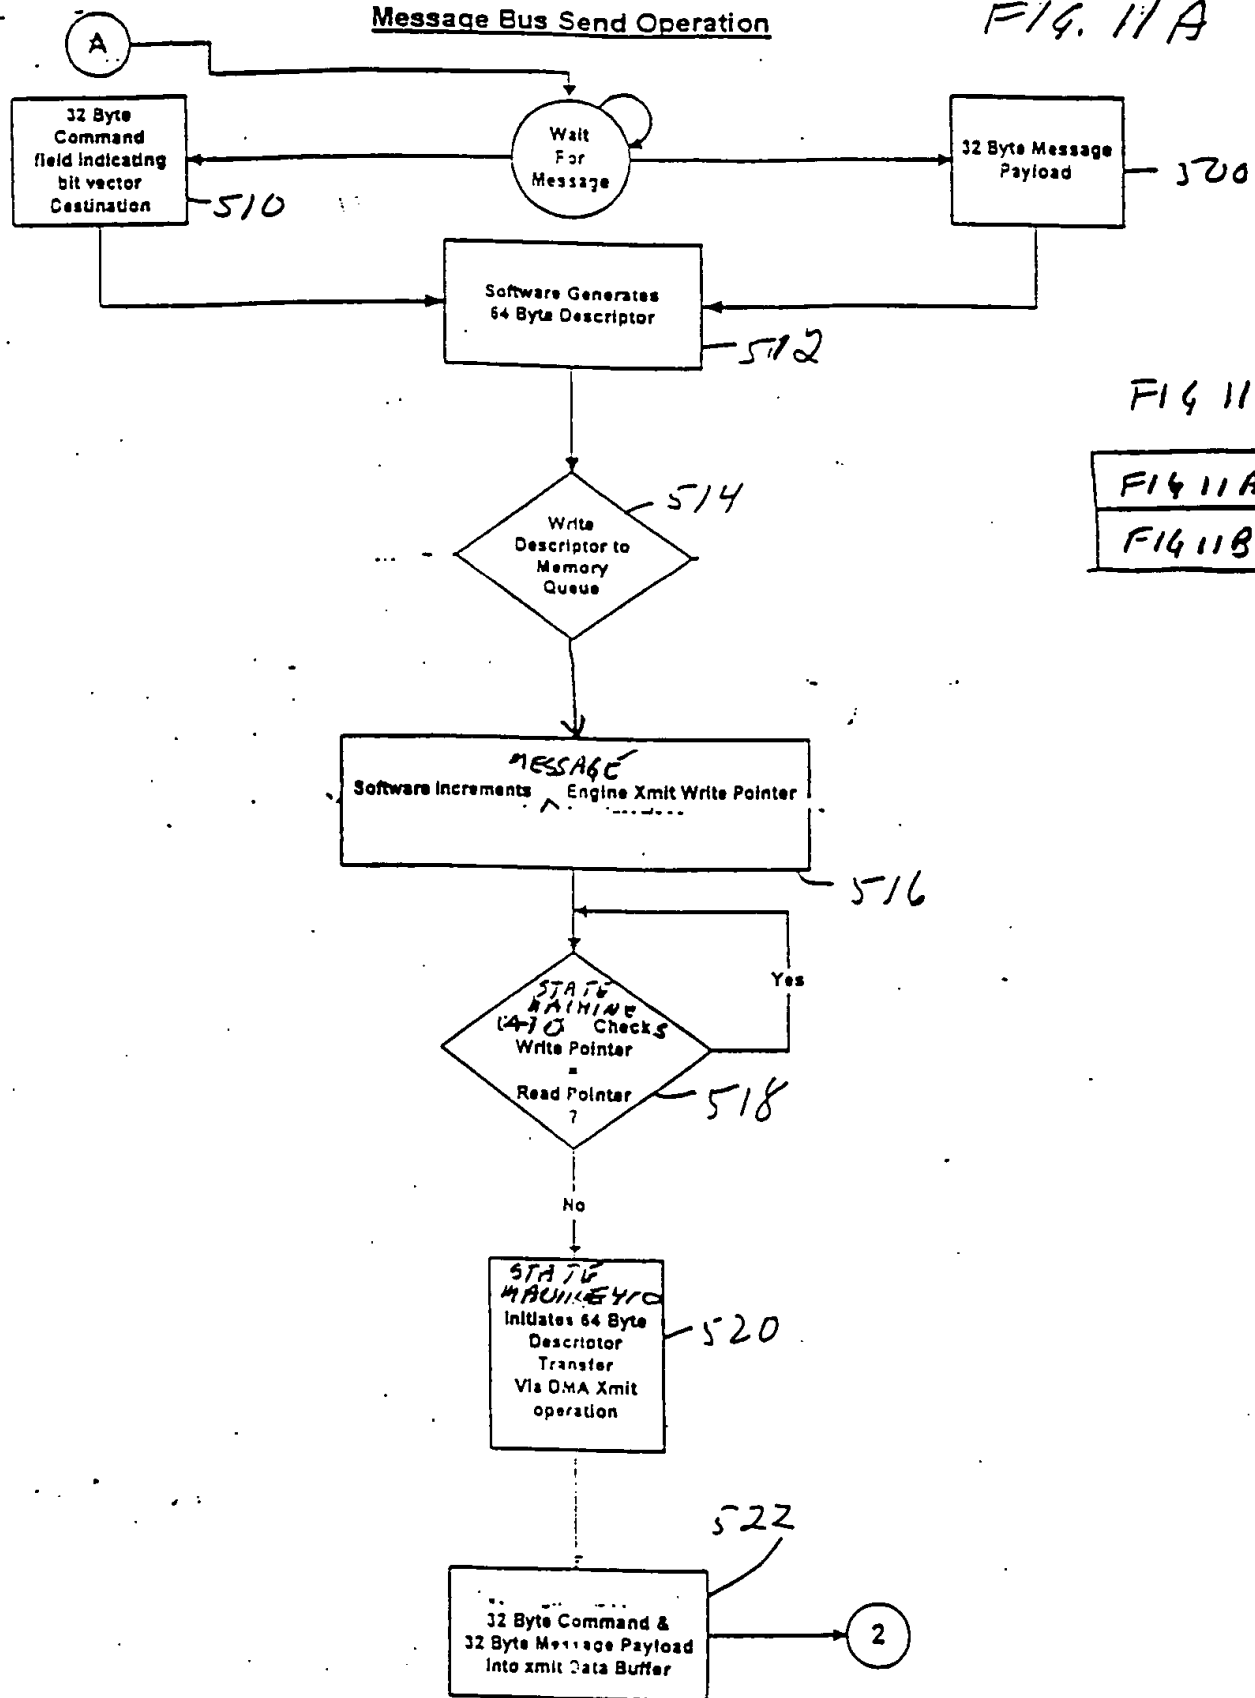 Message Bus Send Operation
FIG. 11A
A
32 Byte
Command
field indicating
bit vector
Destination
510
Wait
For
Message
32 Byte Message
Payload
500
Software Generates
64 Byte Descriptor
512
FIG 11
FIG 11A
FIG 11B
514
Write
Descriptor to
Memory
Queue
MESSAGE
Software Increments ^ Engine Xmit Write Pointer
516
Yes
STATE
MACHINE
Checks
Write Pointer
=
Read Pointer
?
518
No
STATE
MACHINE 410
Initiates 64 Byte
Descriptor
Transfer
Via DMA Xmit
operation
520
522
32 Byte Command &
32 Byte Message Payload
Into xmit Data Buffer
2